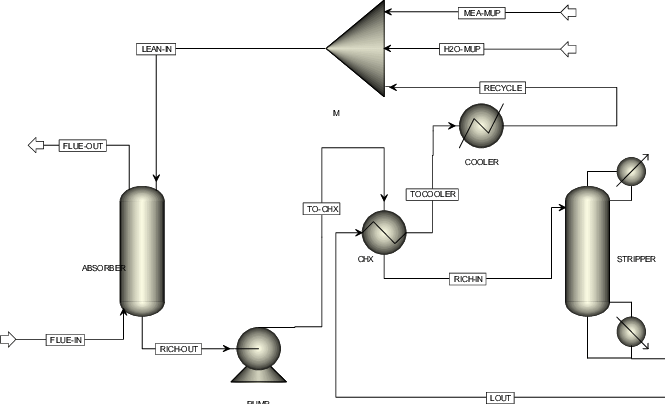 MEA-MUP
LEAN-IN
H2O-MUP
RECYCLE
M
FLUE-OUT
COOLER
TO-CHX
TOCOOLER
ABSORBER
CHX
STRIPPER
RICH-IN
FLUE-IN
RICH-OUT
LOUT
PUMP